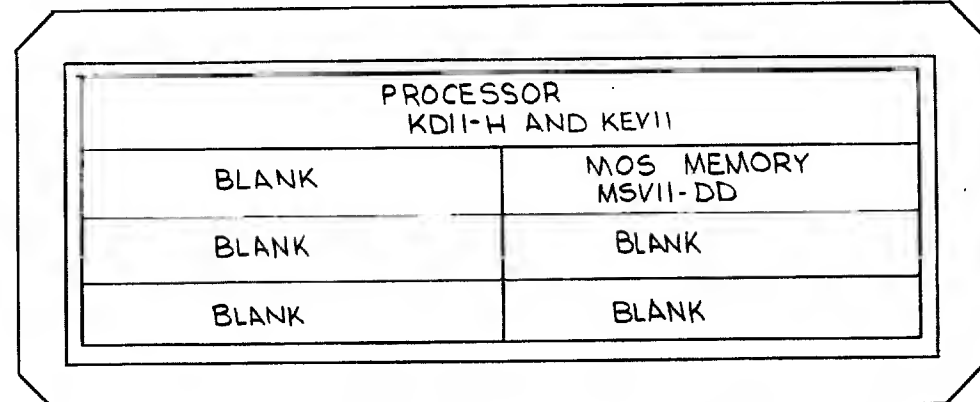 PROCESSOR
KD11-H AND KEV11
BLANK
MOS MEMORY
MSV11-DD
BLANK
BLANK
BLANK
BLANK